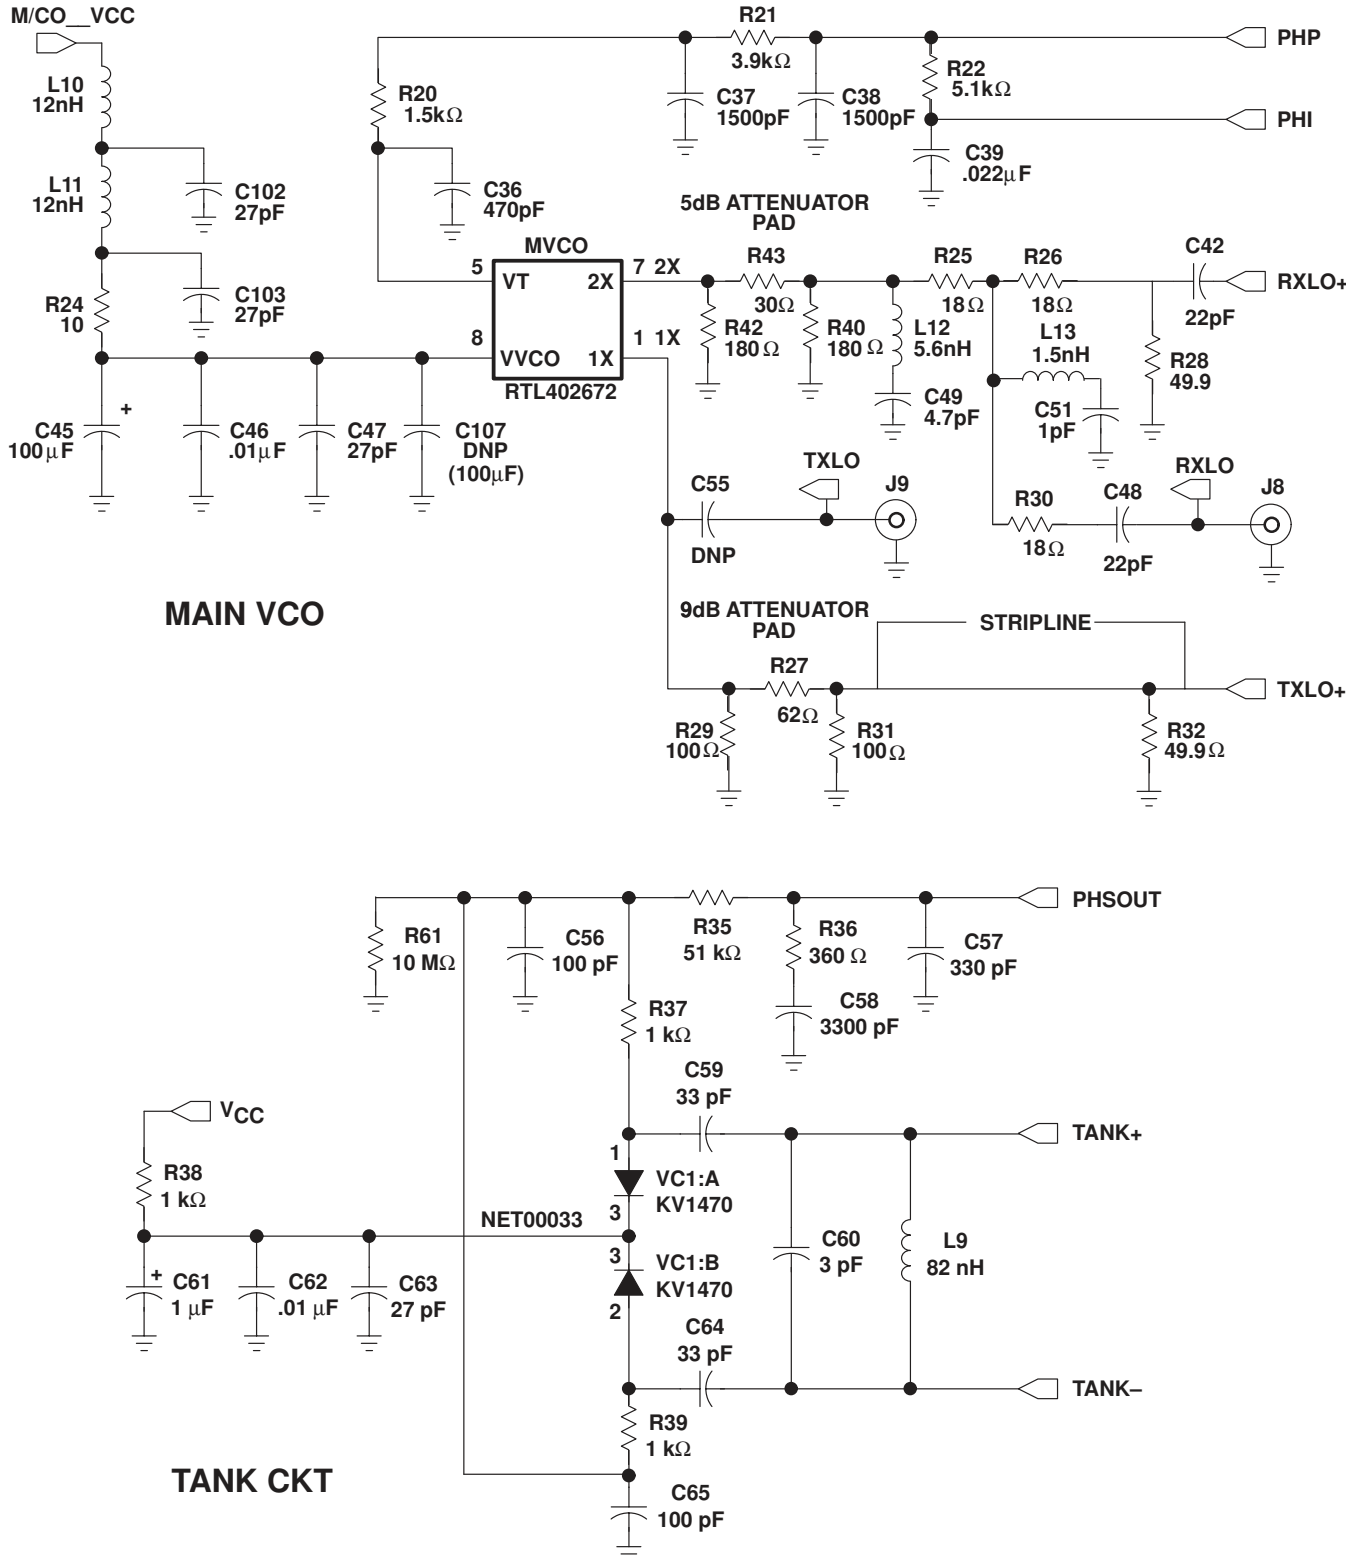 M/CO__VCC
L10
12nH
L11
12nH
C102
27pF
R24
10
C103
27pF
C45
100μF
+
C46
.01μF
C47
27pF
C107
DNP
(100μF)
R20
1.5kΩ
C36
470pF
R21
3.9kΩ
C37
1500pF
C38
1500pF
R22
5.1kΩ
C39
.022μF
PHP
PHI
5dB ATTENUATOR
PAD
MVCO
5
VT
2X
7 2X
8
VVCO
1X
1 1X
RTL402672
R43
30Ω
R42
180Ω
R40
180Ω
L12
5.6nH
C49
4.7pF
R25
18Ω
R26
18Ω
L13
1.5nH
C51
1pF
C42
22pF
R28
49.9
RXLO+
C55
DNP
TXLO
J9
R30
18Ω
C48
22pF
RXLO
J8
MAIN VCO
9dB ATTENUATOR
PAD
STRIPLINE
R27
62Ω
R29
100Ω
R31
100Ω
R32
49.9Ω
TXLO+
R61
10 MΩ
C56
100 pF
R35
51 kΩ
R36
360 Ω
C57
330 pF
C58
3300 pF
PHSOUT
R37
1 kΩ
C59
33 pF
VCC
R38
1 kΩ
NET00033
1
VC1:A
KV1470
3
3
VC1:B
KV1470
2
C60
3 pF
L9
82 nH
TANK+
+
C61
1 μF
C62
.01 μF
C63
27 pF
C64
33 pF
TANK–
R39
1 kΩ
C65
100 pF
TANK CKT